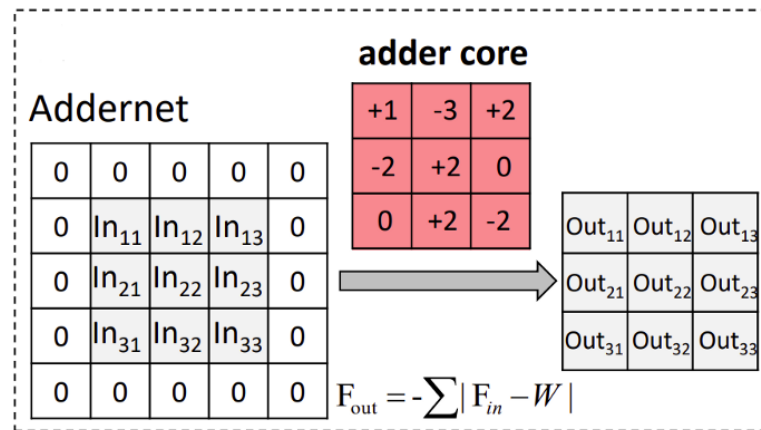 adder core
Addernet
+1 -3 +2
-2 +2 0
0 +2 -2
0 0 0 0 0
0 In₁₁ In₁₂ In₁₃ 0
0 In₂₁ In₂₂ In₂₃ 0
0 In₃₁ In₃₂ In₃₃ 0
0 0 0 0 0
Out₁₁ Out₁₂ Out₁₃
Out₂₁ Out₂₂ Out₂₃
Out₃₁ Out₃₂ Out₃₃
F_out = -∑| F_in − W |